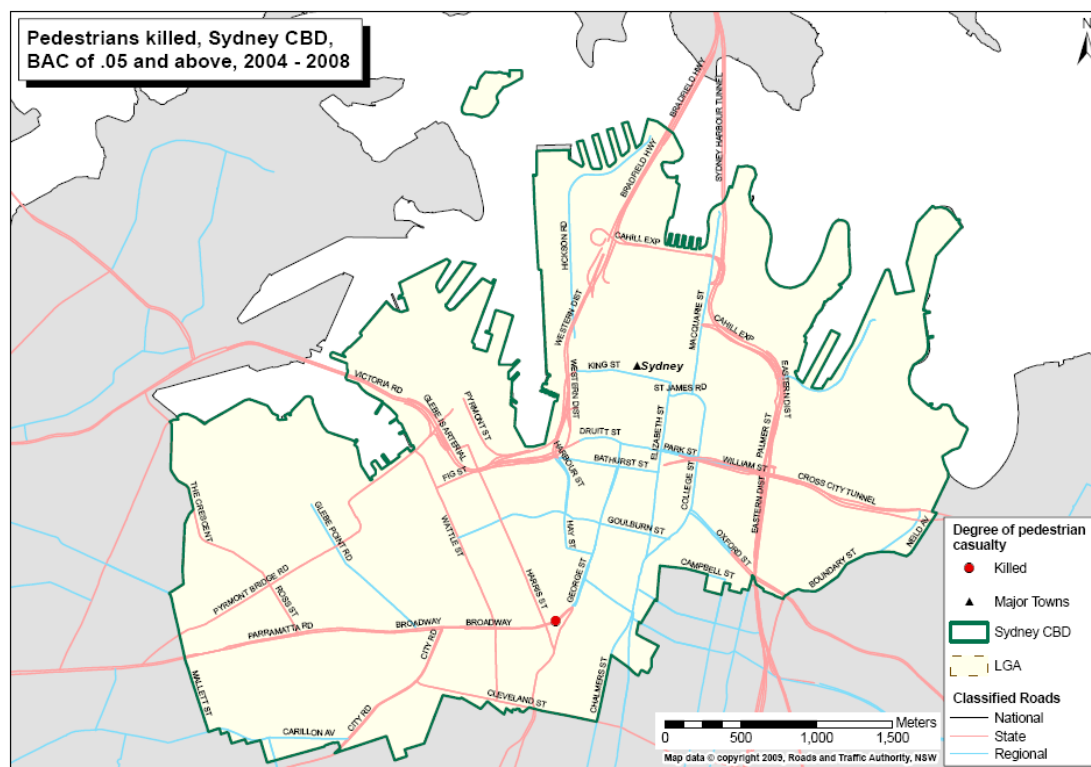 Pedestrians killed, Sydney CBD,
BAC of .05 and above, 2004 - 2008
N
BRADFIELD HWY
SYDNEY HARBOUR TUNNEL
BRADFIELD HWY
HICKSON RD
CAHILL EXP
WESTERN DIST
MACQUARIE ST
CAHILL EXP
EASTERN DIST
KING ST
Sydney
WESTERN DIST
ST JAMES RD
VICTORIA RD
PYRMONT ST
GLEBE IS ARTERIAL
PALMER ST
DRUITT ST
ELIZABETH ST
PARK ST
HARBOUR ST
BATHURST ST
WILLIAM ST
FIG ST
COLLEGE ST
CROSS CITY TUNNEL
THE CRESCENT
GLEBE POINT RD
WATTLE ST
HAY ST
GOULBURN ST
EASTERN DIST
OXFORD ST
NEILD AV
BOUNDARY ST
CAMPBELL ST
PYRMONT BRIDGE RD
ROSS ST
HARRIS ST
GEORGE ST
PARRAMATTA RD
BROADWAY
BROADWAY
CITY RD
MALLETT ST
CLEVELAND ST
CHALMERS ST
CITY RD
CARILLON AV
Degree of pedestrian
casualty
Killed
Major Towns
Sydney CBD
LGA
Classified Roads
National
State
Regional
Meters
0 500 1,000 1,500
Map data © copyright 2009, Roads and Traffic Authority, NSW